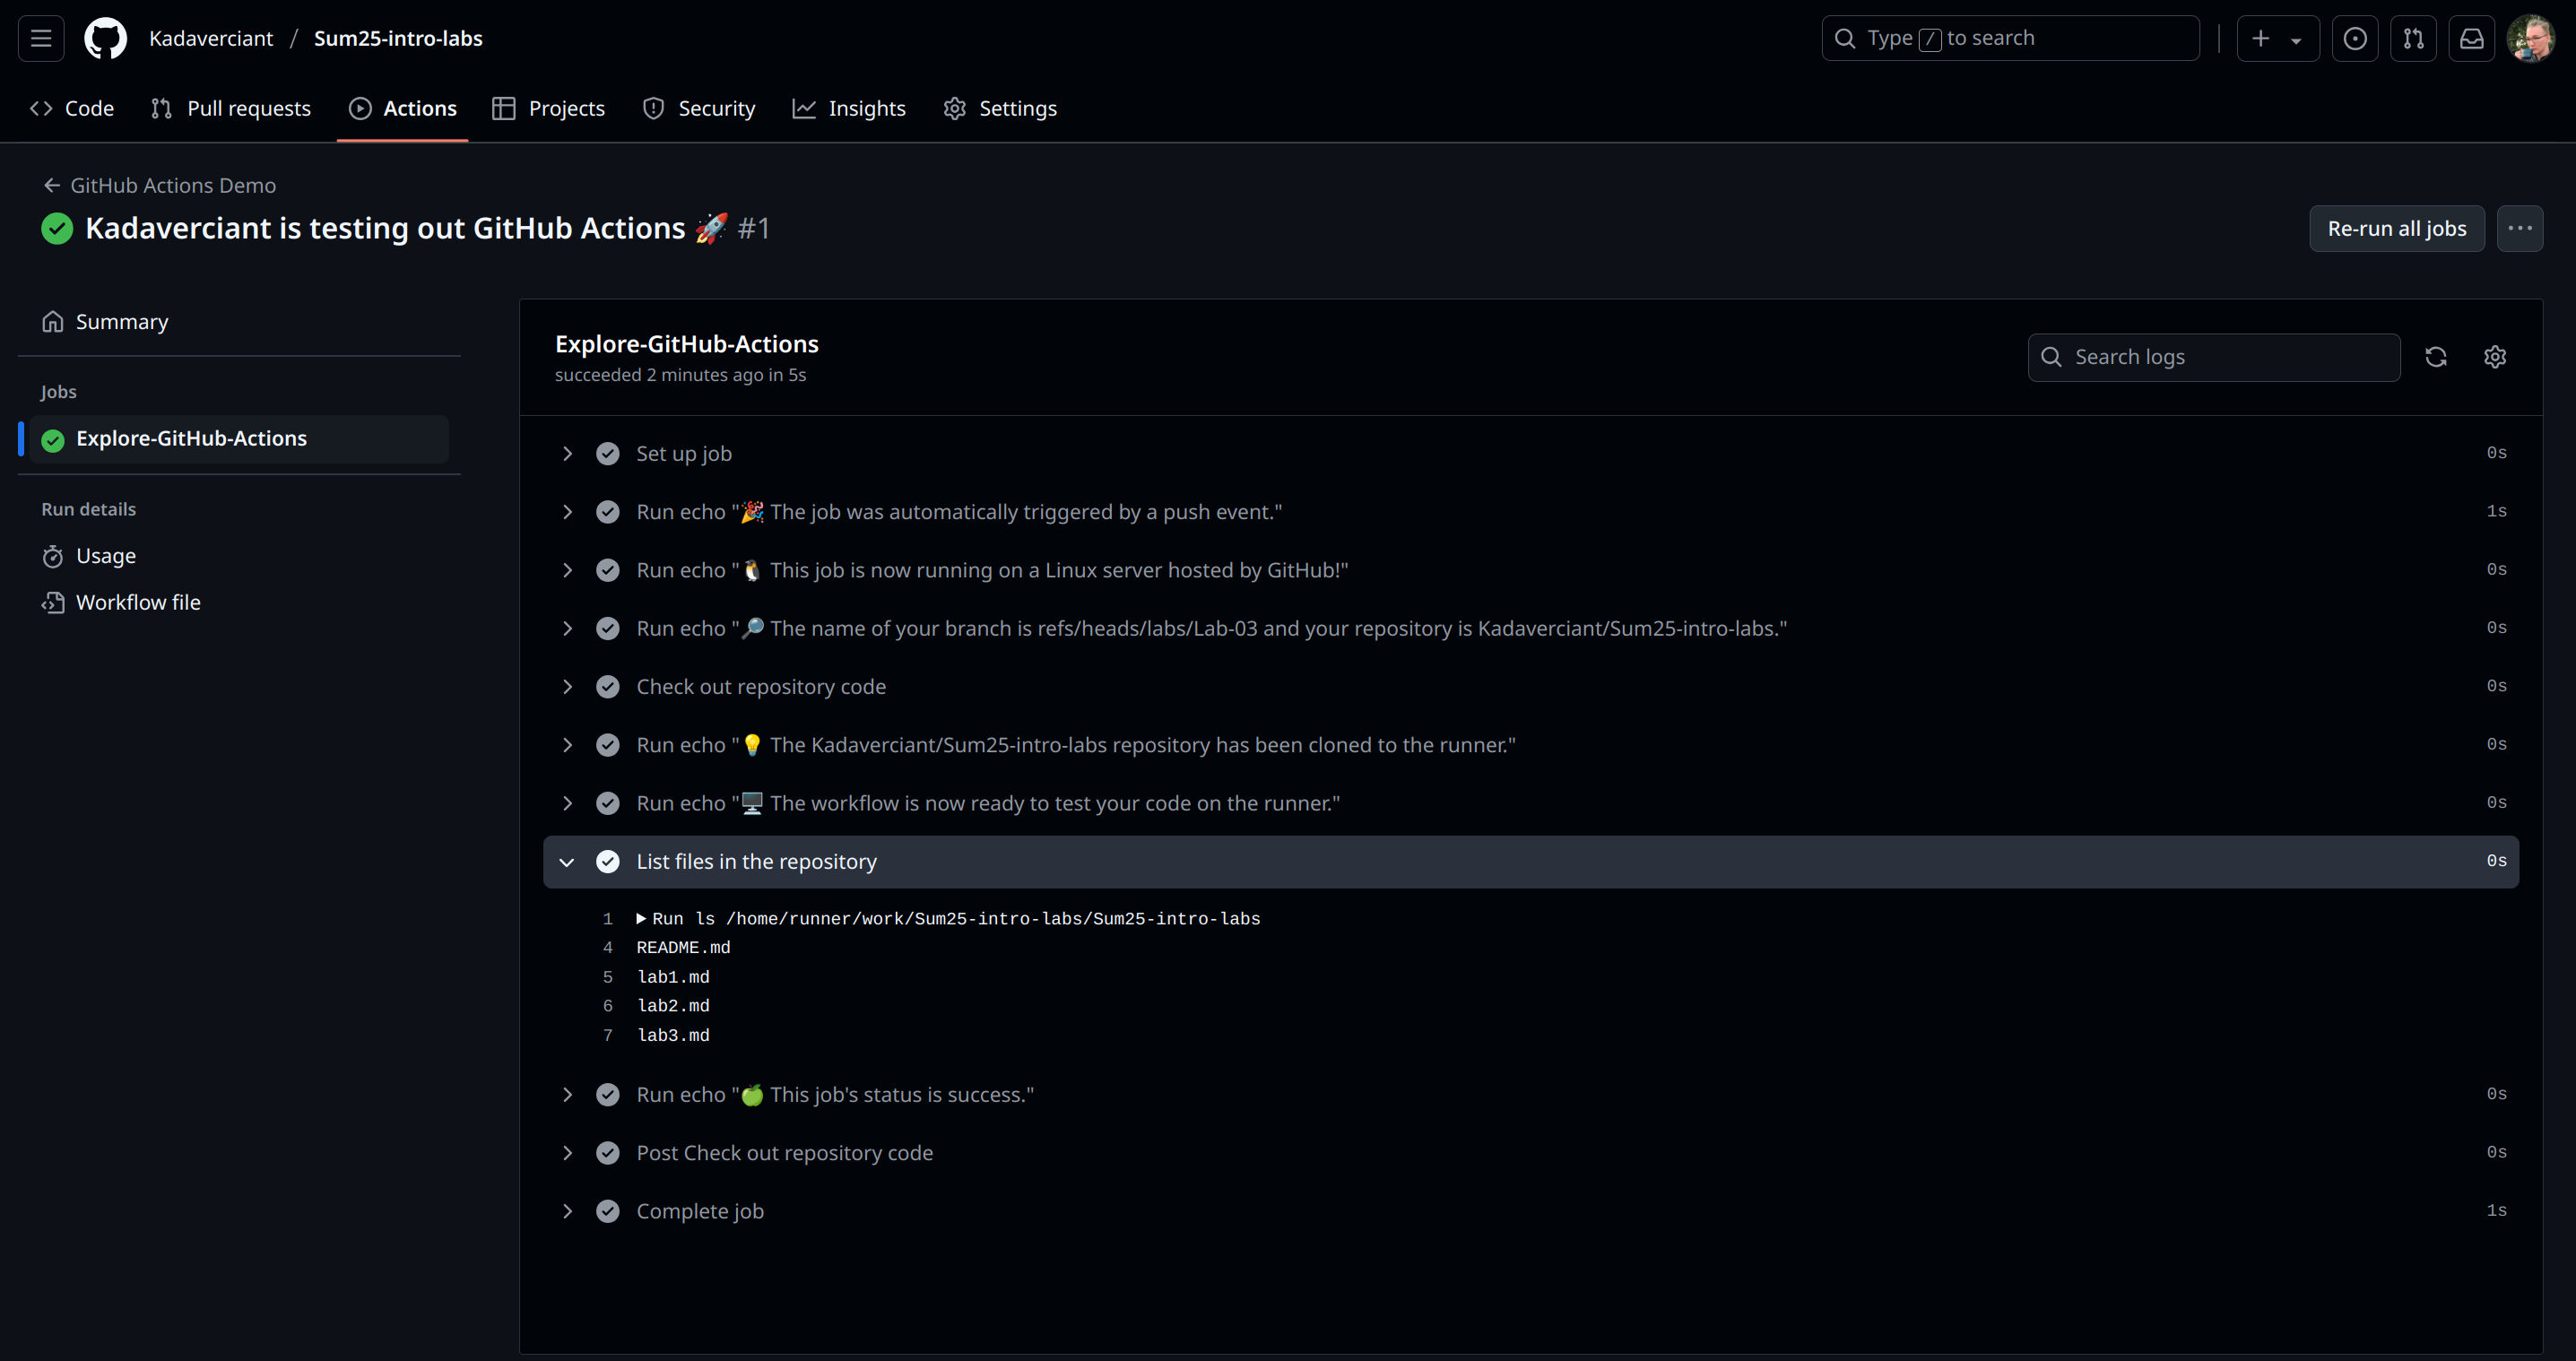 Kadaverciant / Sum25-intro-labs
Type / to search
Code Pull requests Actions Projects Security Insights Settings
GitHub Actions Demo
Kadaverciant is testing out GitHub Actions 🚀 #1
Re-run all jobs
Summary
Jobs
Explore-GitHub-Actions
Run details
Usage
Workflow file
Explore-GitHub-Actions
succeeded 2 minutes ago in 5s
Search logs
Set up job 0s
Run echo "🎉 The job was automatically triggered by a push event." 1s
Run echo "🐧 This job is now running on a Linux server hosted by GitHub!" 0s
Run echo "🔎 The name of your branch is refs/heads/labs/Lab-03 and your repository is Kadaverciant/Sum25-intro-labs." 0s
Check out repository code 0s
Run echo "💡 The Kadaverciant/Sum25-intro-labs repository has been cloned to the runner." 0s
Run echo "🖥️ The workflow is now ready to test your code on the runner." 0s
List files in the repository 0s
1 ▶Run ls /home/runner/work/Sum25-intro-labs/Sum25-intro-labs
4 README.md
5 lab1.md
6 lab2.md
7 lab3.md
Run echo "🍏 This job's status is success." 0s
Post Check out repository code 0s
Complete job 1s